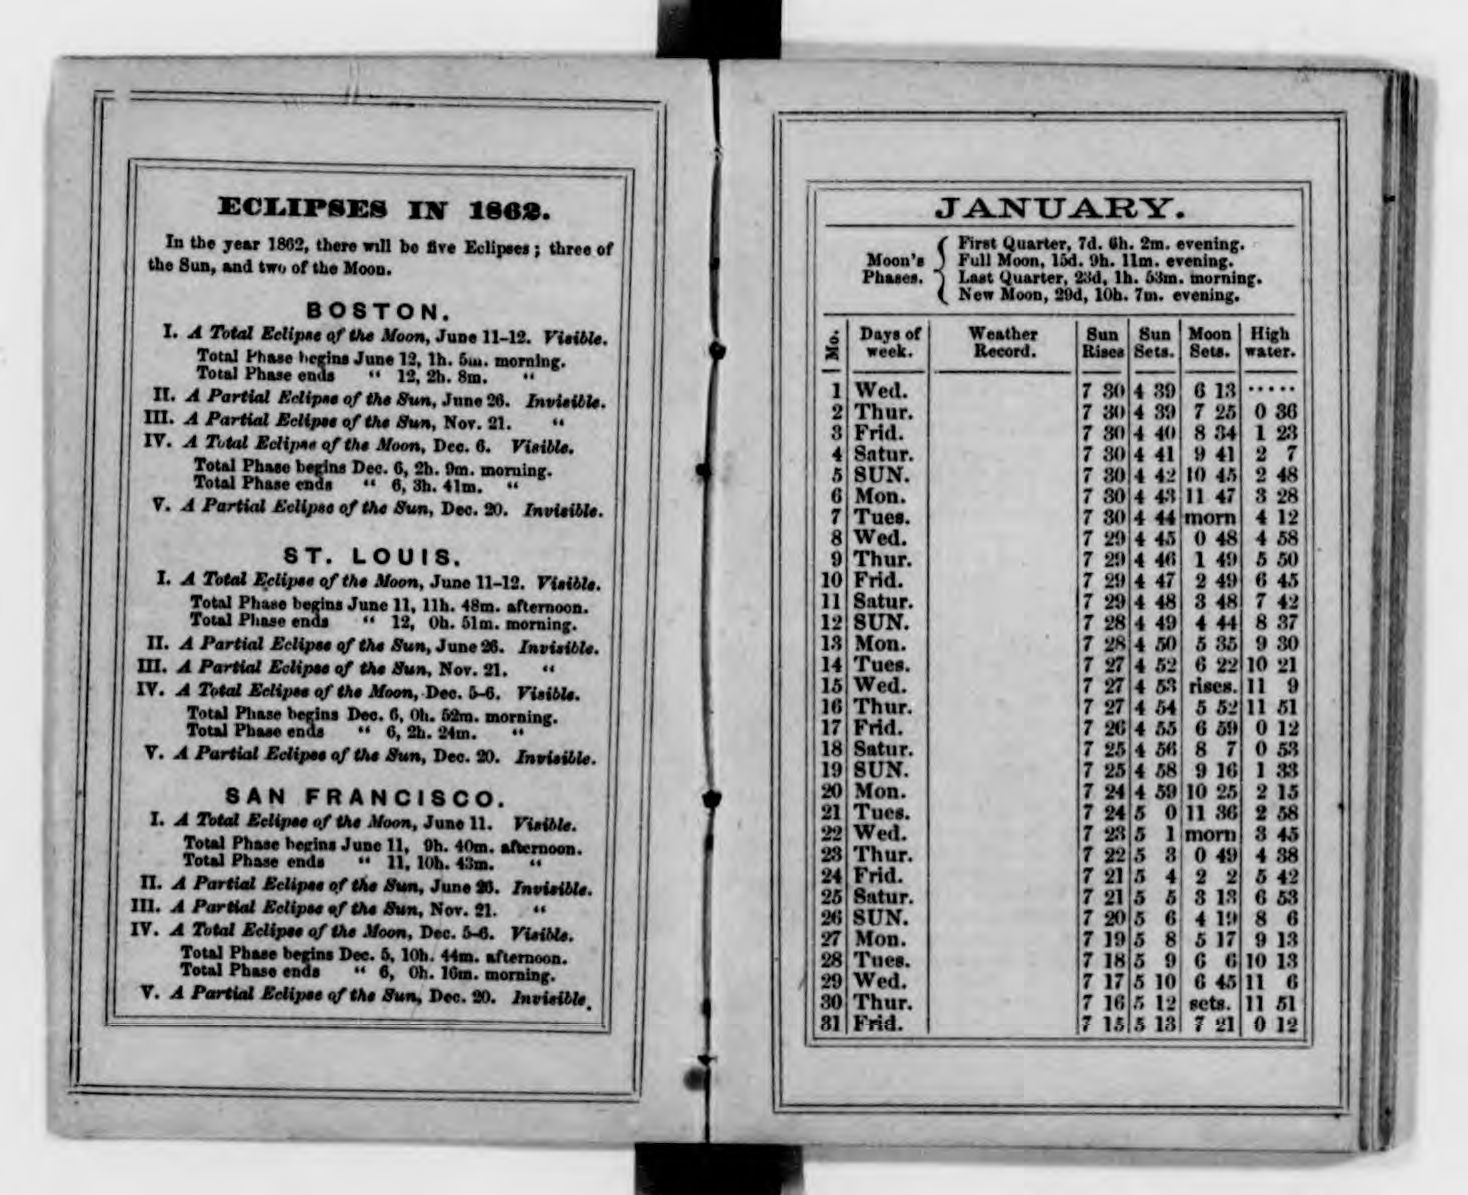 ECLIPSES IN 1862.
In the year 1862, there will be five Eclipses; three of
the Sun, and two of the Moon.
BOSTON.
I. A Total Eclipse of the Moon, June 11-12. Visible.
Total Phase begins June 12, 1h. 5m. morning.
Total Phase ends " 12, 2h. 8m. "
II. A Partial Eclipse of the Sun, June 26. Invisible.
III. A Partial Eclipse of the Sun, Nov. 21. "
IV. A Total Eclipse of the Moon, Dec. 6. Visible.
Total Phase begins Dec. 6, 2h. 9m. morning.
Total Phase ends " 6, 3h. 41m. "
V. A Partial Eclipse of the Sun, Dec. 20. Invisible.
ST. LOUIS.
I. A Total Eclipse of the Moon, June 11-12. Visible.
Total Phase begins June 11, 11h. 48m. afternoon.
Total Phase ends " 12, 0h. 51m. morning.
II. A Partial Eclipse of the Sun, June 26. Invisible.
III. A Partial Eclipse of the Sun, Nov. 21. "
IV. A Total Eclipse of the Moon, Dec. 5-6. Visible.
Total Phase begins Dec. 6, 0h. 52m. morning.
Total Phase ends " 6, 2h. 24m. "
V. A Partial Eclipse of the Sun, Dec. 20. Invisible.
SAN FRANCISCO.
I. A Total Eclipse of the Moon, June 11. Visible.
Total Phase begins June 11, 9h. 40m. afternoon.
Total Phase ends " 11, 10h. 43m. "
II. A Partial Eclipse of the Sun, June 26. Invisible.
III. A Partial Eclipse of the Sun, Nov. 21. "
IV. A Total Eclipse of the Moon, Dec. 5-6. Visible.
Total Phase begins Dec. 5, 10h. 44m. afternoon.
Total Phase ends " 6, 0h. 16m. morning.
V. A Partial Eclipse of the Sun, Dec. 20. Invisible.
JANUARY.
First Quarter, 7d. 6h. 2m. evening.
Moon's Full Moon, 15d. 9h. 11m. evening.
Phases. Last Quarter, 23d, 1h. 53m. morning.
New Moon, 29d, 10h. 7m. evening.
Mo. Days of Weather Sun Sun Moon High
week. Record. Rises Sets. Sets. water.
1 Wed. 7 30 4 39 6 13 .....
2 Thur. 7 30 4 39 7 25 0 36
3 Frid. 7 30 4 40 8 34 1 23
4 Satur. 7 30 4 41 9 41 2 7
5 SUN. 7 30 4 42 10 45 2 48
6 Mon. 7 30 4 43 11 47 3 28
7 Tues. 7 30 4 44 morn 4 12
8 Wed. 7 29 4 45 0 48 4 58
9 Thur. 7 29 4 46 1 49 5 50
10 Frid. 7 29 4 47 2 49 6 45
11 Satur. 7 29 4 48 3 48 7 42
12 SUN. 7 28 4 49 4 44 8 37
13 Mon. 7 28 4 50 5 35 9 30
14 Tues. 7 27 4 52 6 22 10 21
15 Wed. 7 27 4 53 rises. 11 9
16 Thur. 7 27 4 54 5 52 11 51
17 Frid. 7 26 4 55 6 59 0 12
18 Satur. 7 25 4 56 8 7 0 53
19 SUN. 7 25 4 58 9 16 1 33
20 Mon. 7 24 4 59 10 25 2 15
21 Tues. 7 24 5 0 11 36 2 58
22 Wed. 7 23 5 1 morn 3 45
23 Thur. 7 22 5 3 0 49 4 38
24 Frid. 7 21 5 4 2 2 5 42
25 Satur. 7 21 5 5 3 13 6 53
26 SUN. 7 20 5 6 4 19 8 6
27 Mon. 7 19 5 8 5 17 9 13
28 Tues. 7 18 5 9 6 6 10 13
29 Wed. 7 17 5 10 6 45 11 6
30 Thur. 7 16 5 12 sets. 11 51
31 Frid. 7 15 5 13 7 21 0 12